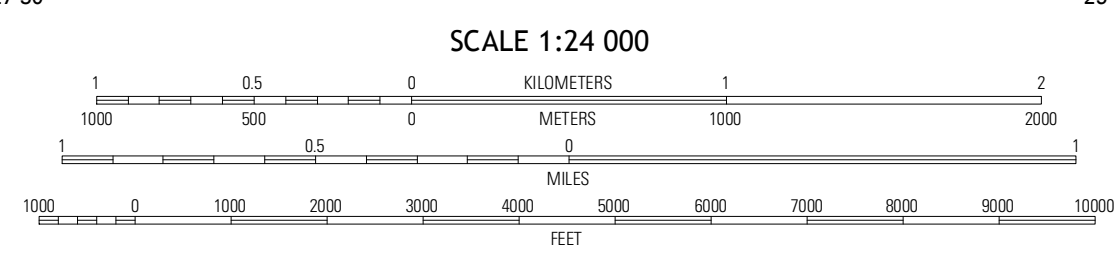 SCALE 1:24 000
1 0.5 0 KILOMETERS 1 2
1000 500 0 METERS 1000 2000
1 0.5 0 1
MILES
1000 0 1000 2000 3000 4000 5000 6000 7000 8000 9000 10000
FEET